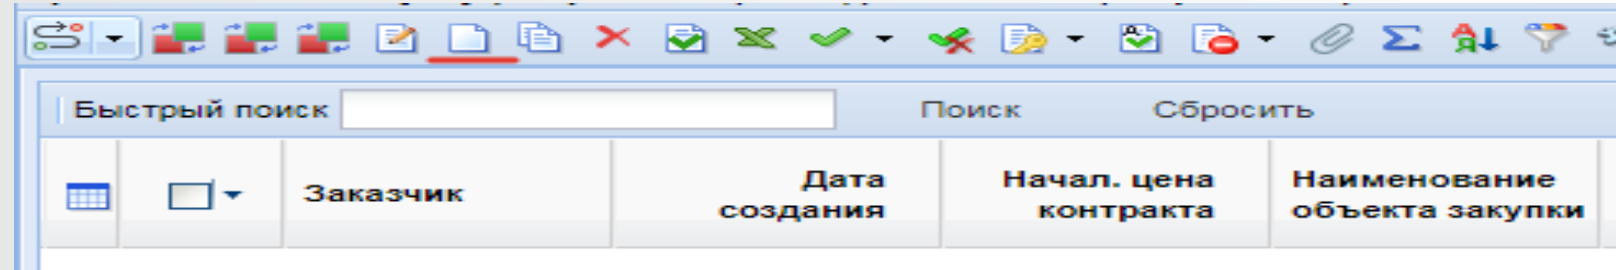 Быстрый поиск Поиск Сбросить
Заказчик
Дата
создания
Начал. цена
контракта
Наименование
объекта закупки